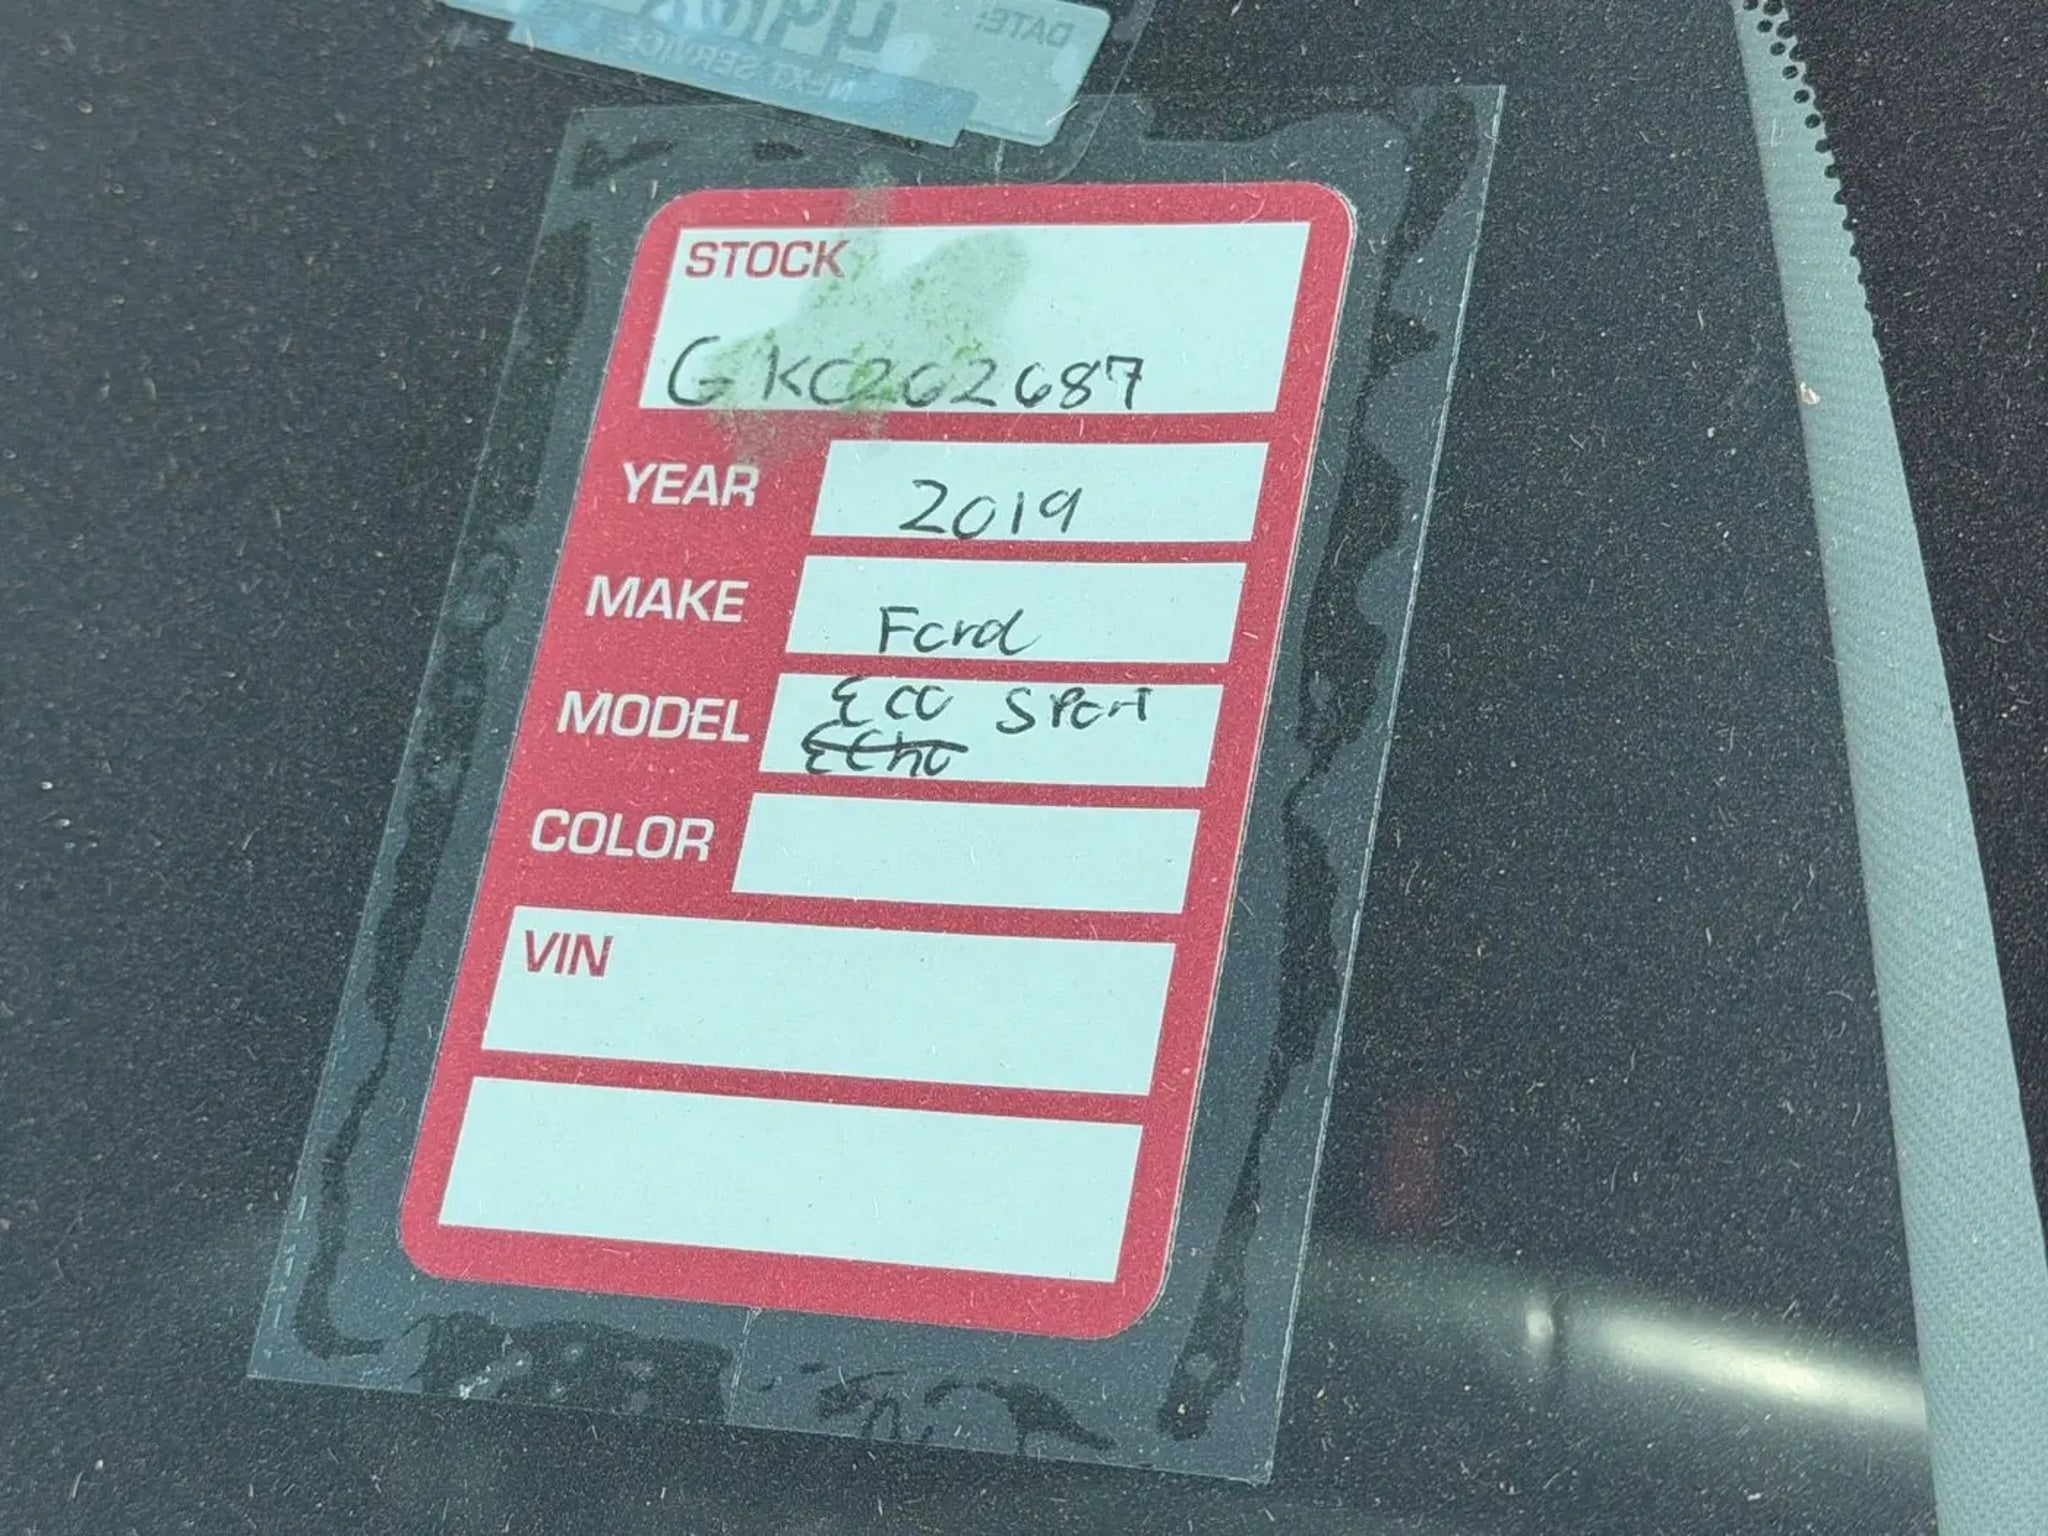 DATE:
NEXT SERVICE
STOCK
GKC262687
YEAR 2019
MAKE Ford
MODEL Eco Sport
Echo
COLOR
VIN